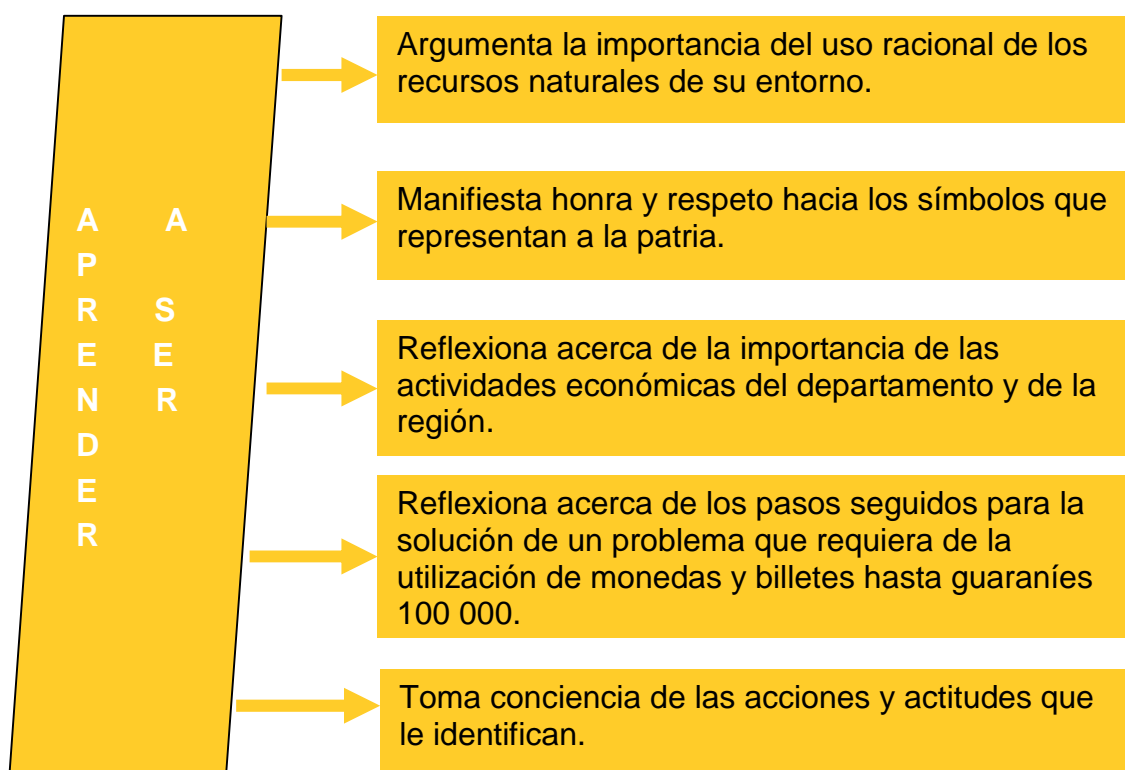 APRENDER
A SER
Argumenta la importancia del uso racional de los
recursos naturales de su entorno.
Manifiesta honra y respeto hacia los símbolos que
representan a la patria.
Reflexiona acerca de la importancia de las
actividades económicas del departamento y de la
región.
Reflexiona acerca de los pasos seguidos para la
solución de un problema que requiera de la
utilización de monedas y billetes hasta guaraníes
100 000.
Toma conciencia de las acciones y actitudes que
le identifican.